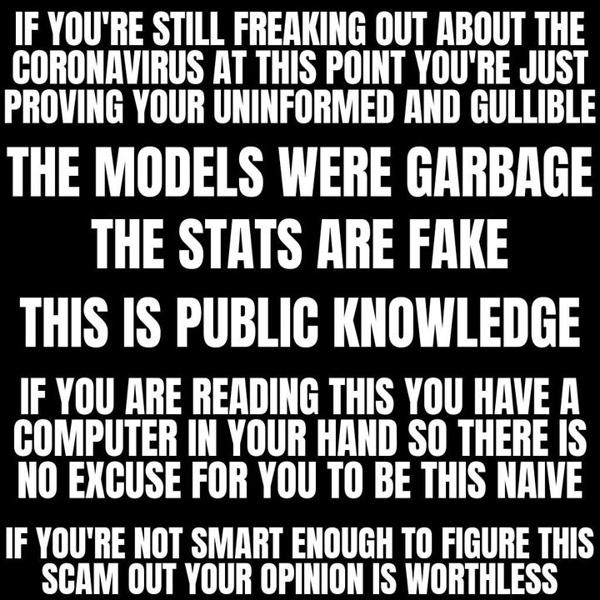 IF YOU'RE STILL FREAKING OUT ABOUT THE
CORONAVIRUS AT THIS POINT YOU'RE JUST
PROVING YOUR UNINFORMED AND GULLIBLE
THE MODELS WERE GARBAGE
THE STATS ARE FAKE
THIS IS PUBLIC KNOWLEDGE
IF YOU ARE READING THIS YOU HAVE A
COMPUTER IN YOUR HAND SO THERE IS
NO EXCUSE FOR YOU TO BE THIS NAIVE
IF YOU'RE NOT SMART ENOUGH TO FIGURE THIS
SCAM OUT YOUR OPINION IS WORTHLESS